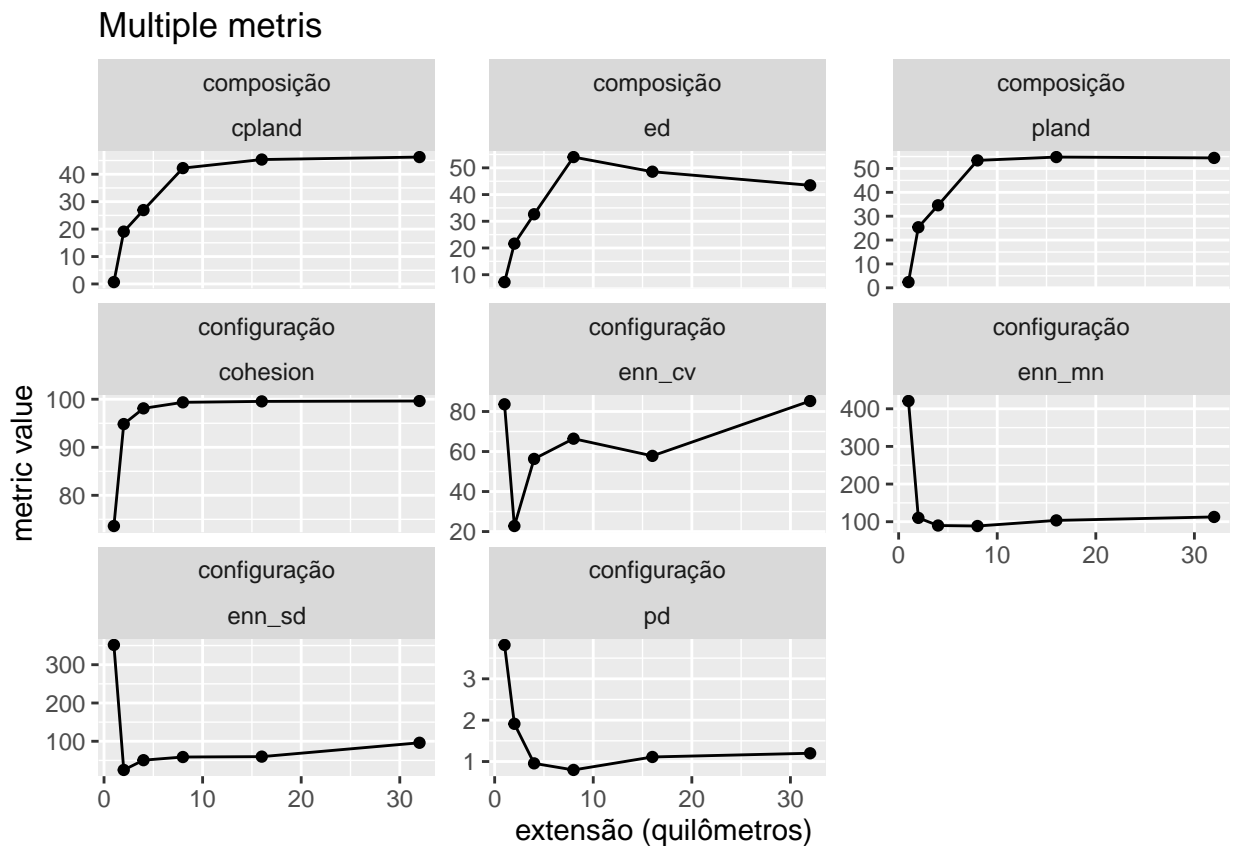 Multiple metris
composição
cpland
composição
ed
composição
pland
40
30
20
10
0
50
40
30
20
10
50
40
30
20
10
0
configuração
cohesion
configuração
enn_cv
configuração
enn_mn
metric value
100
90
80
80
60
40
20
400
300
200
100
0 10 20 30
configuração
enn_sd
configuração
pd
300
200
100
3
2
1
0 10 20 30
0 10 20 30
extensão (quilômetros)